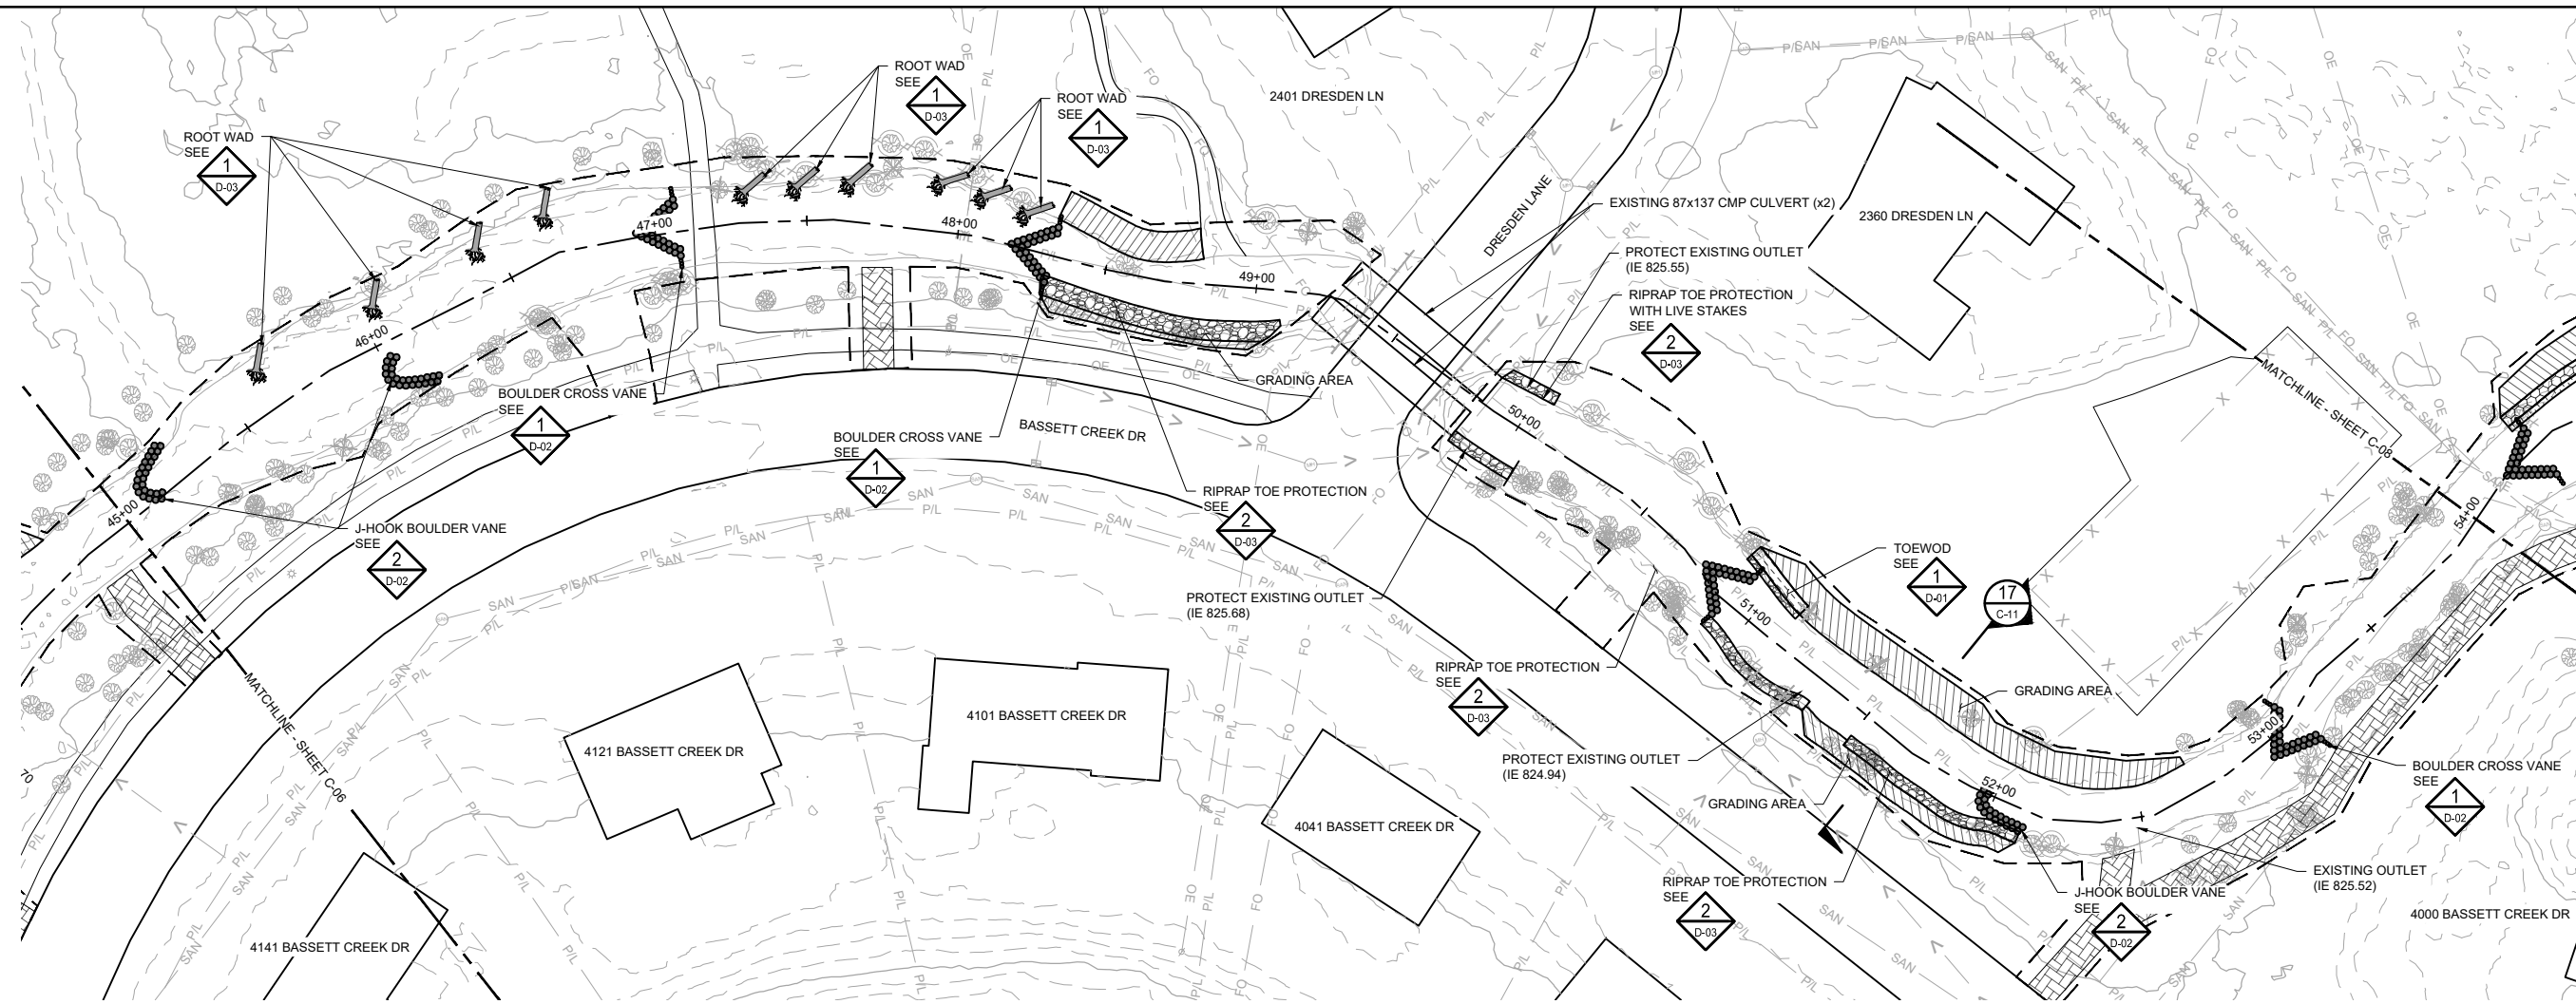 ROOT WAD
SEE
1
D-03
ROOT WAD
SEE
1
D-03
ROOT WAD
SEE
1
D-03
2401 DRESDEN LN
DRESDEN LANE
EXISTING 87x137 CMP CULVERT (x2)
2360 DRESDEN LN
PROTECT EXISTING OUTLET
(IE 825.55)
RIPRAP TOE PROTECTION
WITH LIVE STAKES
SEE
2
D-03
MATCHLINE - SHEET C-08
45+00
46+00
47+00
48+00
49+00
50+00
51+00
52+00
53+00
54+00
GRADING AREA
BOULDER CROSS VANE
SEE
1
D-02
BOULDER CROSS VANE
SEE
1
D-02
BASSETT CREEK DR
RIPRAP TOE PROTECTION
SEE
2
D-03
J-HOOK BOULDER VANE
SEE
2
D-02
PROTECT EXISTING OUTLET
(IE 825.68)
TOEWOD
SEE
1
D-01
17
C-11
RIPRAP TOE PROTECTION
SEE
2
D-03
GRADING AREA
PROTECT EXISTING OUTLET
(IE 824.94)
GRADING AREA
BOULDER CROSS VANE
SEE
1
D-02
MATCHLINE - SHEET C-06
4121 BASSETT CREEK DR
4101 BASSETT CREEK DR
4041 BASSETT CREEK DR
RIPRAP TOE PROTECTION
SEE
2
D-03
EXISTING OUTLET
(IE 825.52)
J-HOOK BOULDER VANE
SEE
2
D-02
4000 BASSETT CREEK DR
4141 BASSETT CREEK DR
70
P/L
SAN
OE
FO